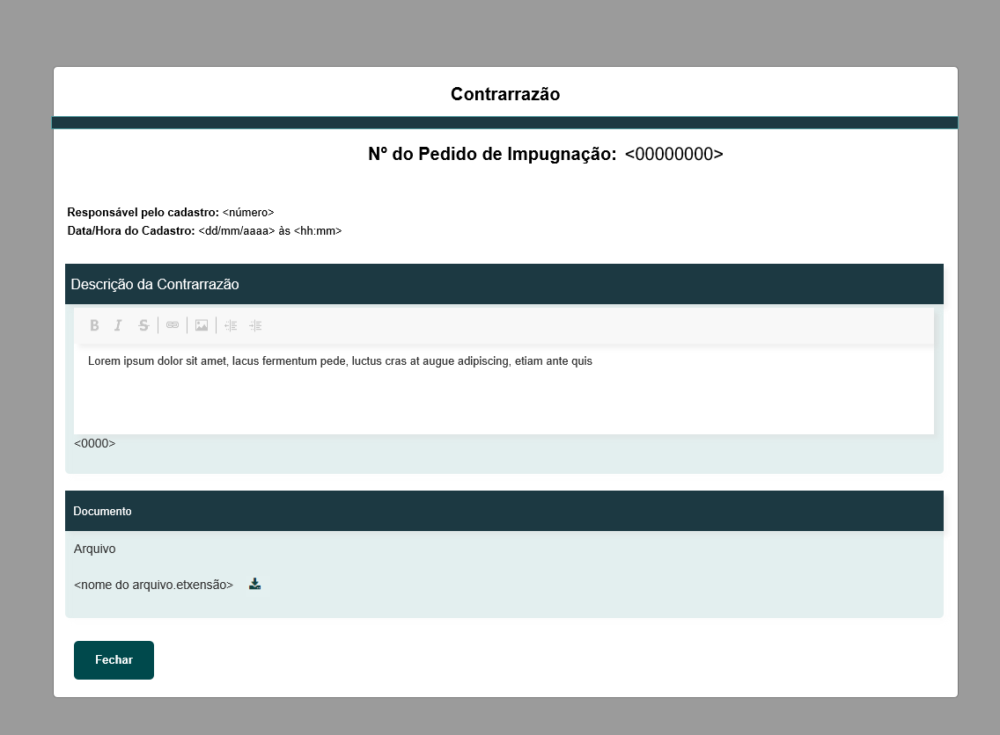 Contrarrazão
Nº do Pedido de Impugnação: <00000000>
Responsável pelo cadastro: <número>
Data/Hora do Cadastro: <dd/mm/aaaa> às <hh:mm>
Descrição da Contrarrazão
B I S
Lorem ipsum dolor sit amet, lacus fermentum pede, luctus cras at augue adipiscing, etiam ante quis
<0000>
Documento
Arquivo
<nome do arquivo.etxensão>
Fechar